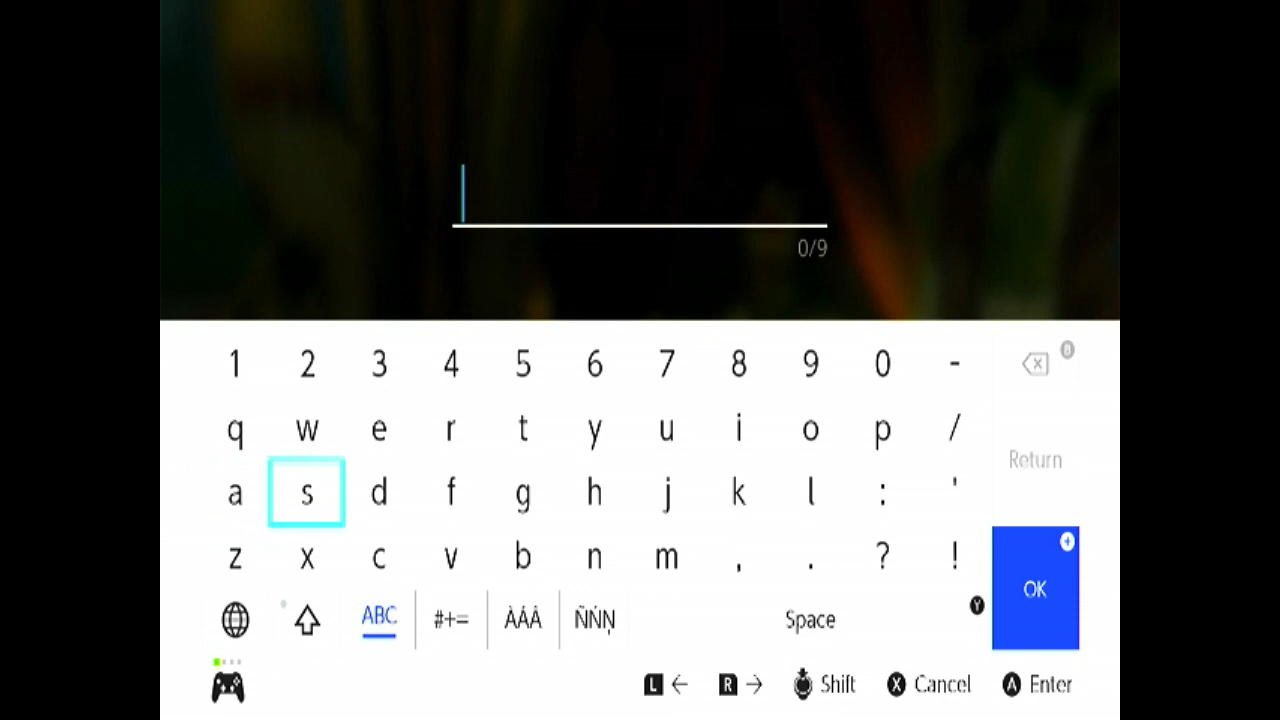 0/9
1 2 3 4 5 6 7 8 9 0 -
q w e r t y u i o p /
Return
a s d f g h j k l : '
z x c v b n m , . ? !
OK
ABC #+= ÀÁÂ ÑŃŅ Space Y
L ← R → Shift X Cancel A Enter